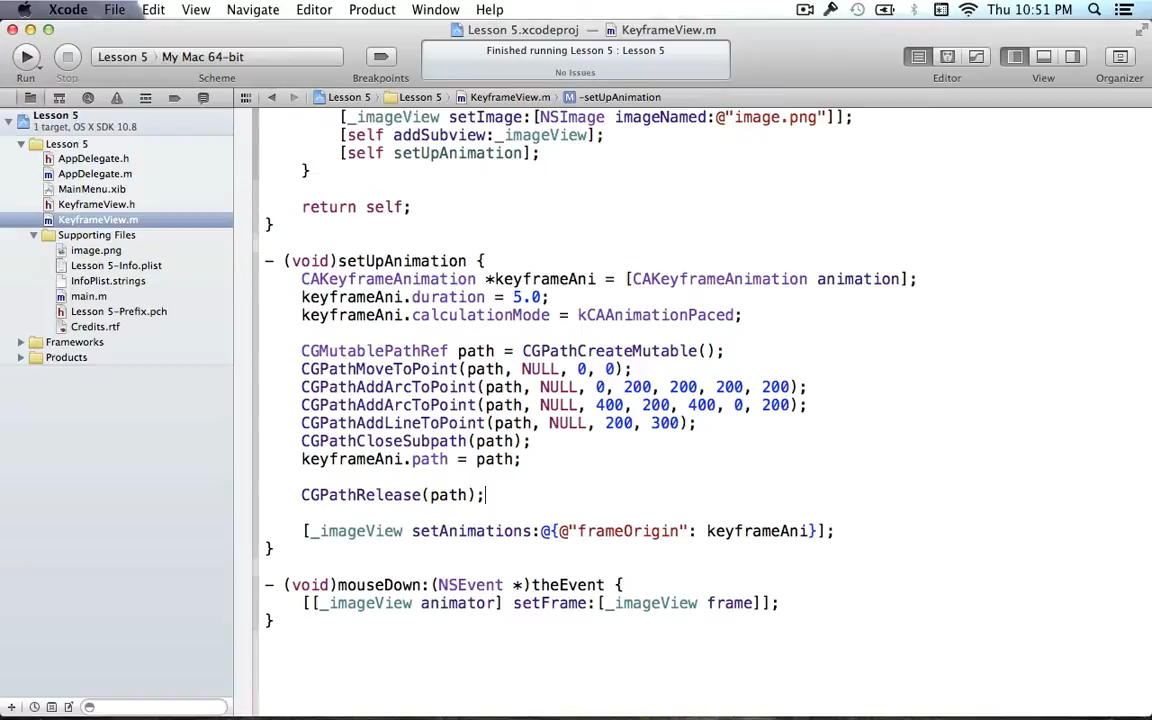 Xcode File Edit View Navigate Editor Product Window Help Thu 10:51 PM
Lesson 5.xcodeproj — KeyframeView.m
Lesson 5 My Mac 64-bit
Finished running Lesson 5 : Lesson 5
No Issues
Run Stop Scheme Breakpoints Editor View Organizer
Lesson 5 Lesson 5 KeyframeView.m M -setUpAnimation
Lesson 5
1 target, OS X SDK 10.8
Lesson 5
h AppDelegate.h
m AppDelegate.m
MainMenu.xib
h KeyframeView.h
m KeyframeView.m
Supporting Files
image.png
Lesson 5-Info.plist
InfoPlist.strings
m main.m
h Lesson 5-Prefix.pch
Credits.rtf
Frameworks
Products
[_imageView setImage:[NSImage imageNamed:@"image.png"]];
[self addSubview:_imageView];
[self setUpAnimation];
}
return self;
}
- (void)setUpAnimation {
CAKeyframeAnimation *keyframeAni = [CAKeyframeAnimation animation];
keyframeAni.duration = 5.0;
keyframeAni.calculationMode = kCAAnimationPaced;
CGMutablePathRef path = CGPathCreateMutable();
CGPathMoveToPoint(path, NULL, 0, 0);
CGPathAddArcToPoint(path, NULL, 0, 200, 200, 200, 200);
CGPathAddArcToPoint(path, NULL, 400, 200, 400, 0, 200);
CGPathAddLineToPoint(path, NULL, 200, 300);
CGPathCloseSubpath(path);
keyframeAni.path = path;
CGPathRelease(path);
[_imageView setAnimations:@{@"frameOrigin": keyframeAni}];
}
- (void)mouseDown:(NSEvent *)theEvent {
[[_imageView animator] setFrame:[_imageView frame]];
}